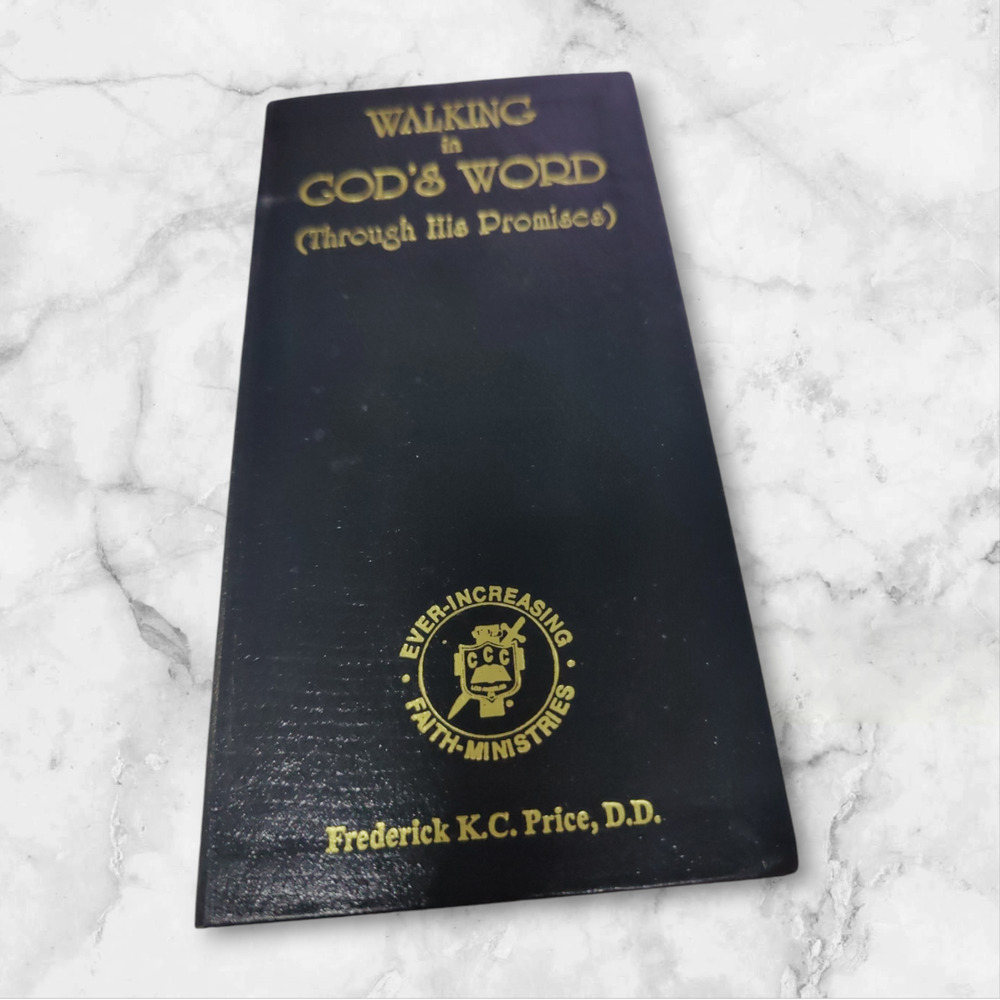 WALKING
in
GOD'S WORD
(Through His Promises)
EVER-INCREASING
FAITH-MINISTRIES
CCC
Frederick K.C. Price, D.D.